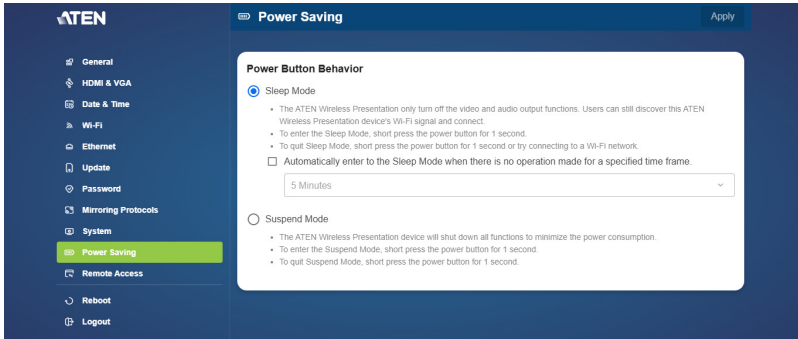 ATEN
Power Saving
Apply
General
HDMI & VGA
Date & Time
Wi-Fi
Ethernet
Update
Password
Mirroring Protocols
System
Power Saving
Remote Access
Reboot
Logout
Power Button Behavior
Sleep Mode
• The ATEN Wireless Presentation only turn off the video and audio output functions. Users can still discover this ATEN
Wireless Presentation device's Wi-Fi signal and connect.
• To enter the Sleep Mode, short press the power button for 1 second.
• To quit Sleep Mode, short press the power button for 1 second or try connecting to a Wi-Fi network.
Automatically enter to the Sleep Mode when there is no operation made for a specified time frame.
5 Minutes
Suspend Mode
• The ATEN Wireless Presentation device will shut down all functions to minimize the power consumption.
• To enter the Suspend Mode, short press the power button for 1 second.
• To quit Suspend Mode, short press the power button for 1 second.